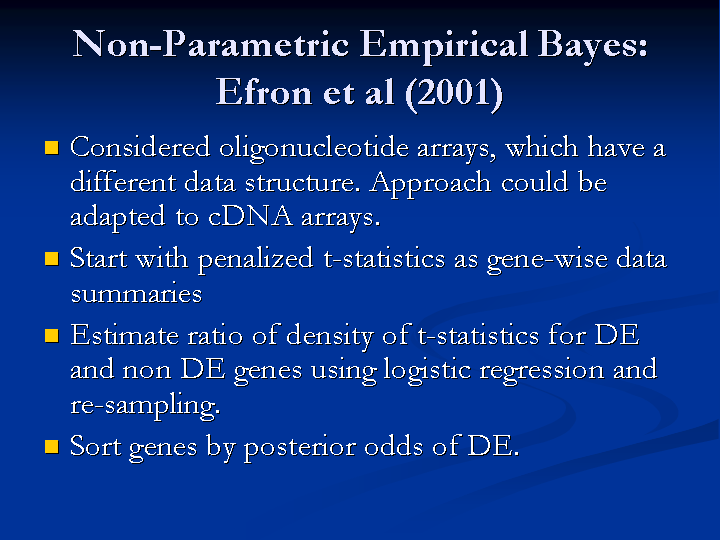 Non-Parametric Empirical Bayes:
Efron et al (2001)
Considered oligonucleotide arrays, which have a
different data structure. Approach could be
adapted to cDNA arrays.
Start with penalized t-statistics as gene-wise data
summaries
Estimate ratio of density of t-statistics for DE
and non DE genes using logistic regression and
re-sampling.
Sort genes by posterior odds of DE.